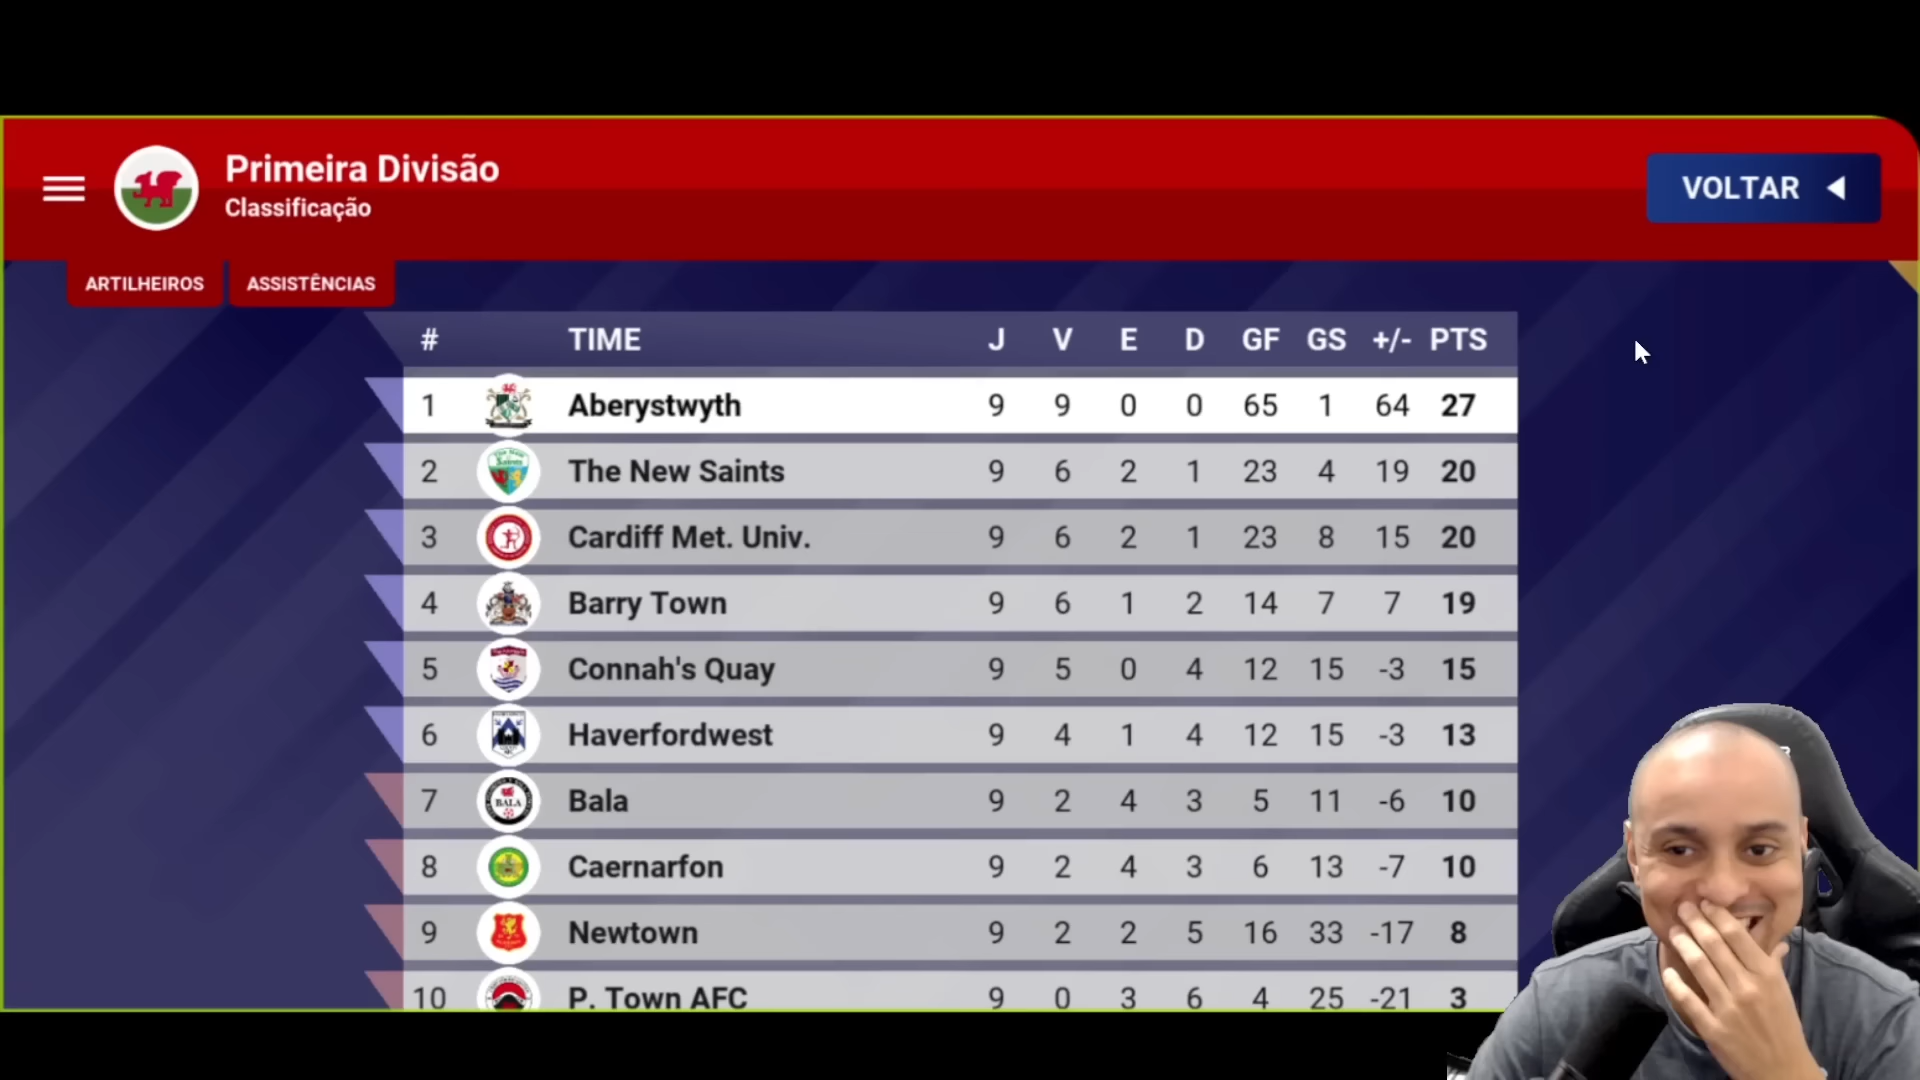 Primeira Divisão
Classificação
VOLTAR
ARTILHEIROS ASSISTÊNCIAS
# TIME J V E D GF GS +/- PTS
1 Aberystwyth 9 9 0 0 65 1 64 27
2 The New Saints 9 6 2 1 23 4 19 20
3 Cardiff Met. Univ. 9 6 2 1 23 8 15 20
4 Barry Town 9 6 1 2 14 7 7 19
5 Connah's Quay 9 5 0 4 12 15 -3 15
6 Haverfordwest 9 4 1 4 12 15 -3 13
7 BALA Bala 9 2 4 3 5 11 -6 10
8 Caernarfon 9 2 4 3 6 13 -7 10
9 Newtown 9 2 2 5 16 33 -17 8
10 P. Town AFC 9 0 3 6 4 25 -21 3